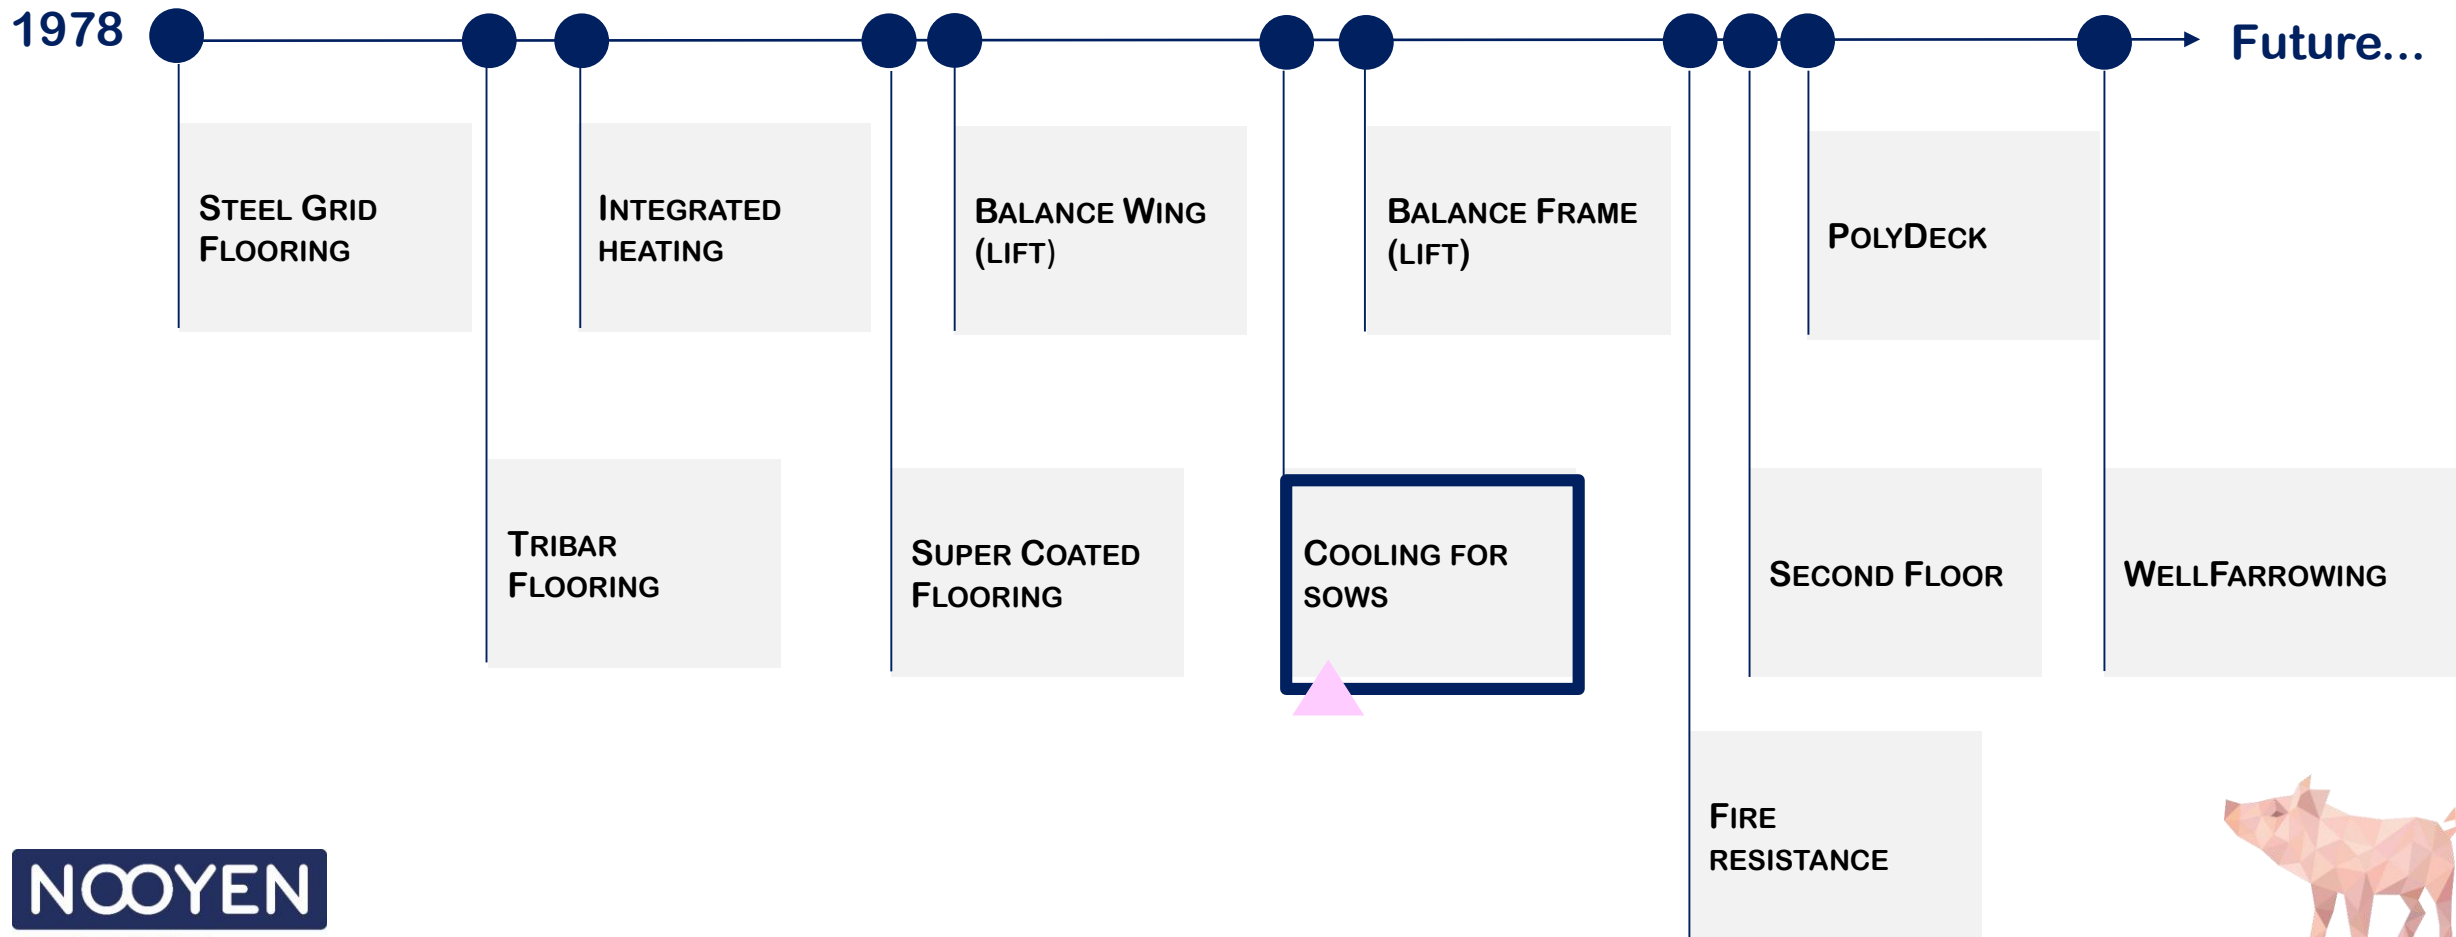 1978
Future...
STEEL GRID
FLOORING
INTEGRATED
HEATING
BALANCE WING
(LIFT)
BALANCE FRAME
(LIFT)
POLYDECK
TRIBAR
FLOORING
SUPER COATED
FLOORING
COOLING FOR
SOWS
SECOND FLOOR
WELLFARROWING
FIRE
RESISTANCE
NOOYEN